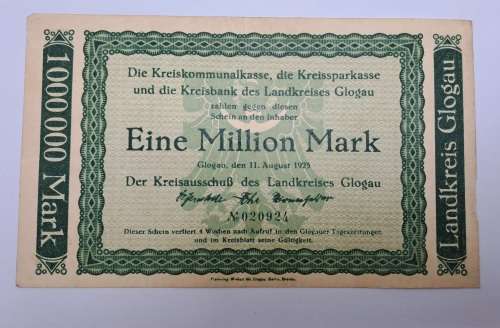 1000000 Mark
Die Kreiskommunalkasse, die Kreissparkasse
und die Kreisbank des Landkreises Glogau
zahlen gegen diesen
Schein an den Inhaber
Eine Million Mark
Glogau, den 11. August 1923
Der Kreisausschuß des Landkreises Glogau
№020924
Dieser Schein verliert 4 Wochen nach Aufruf in den Glogauer Tageszeitungen
und im Kreisblatt seine Gültigkeit.
Landkreis Glogau